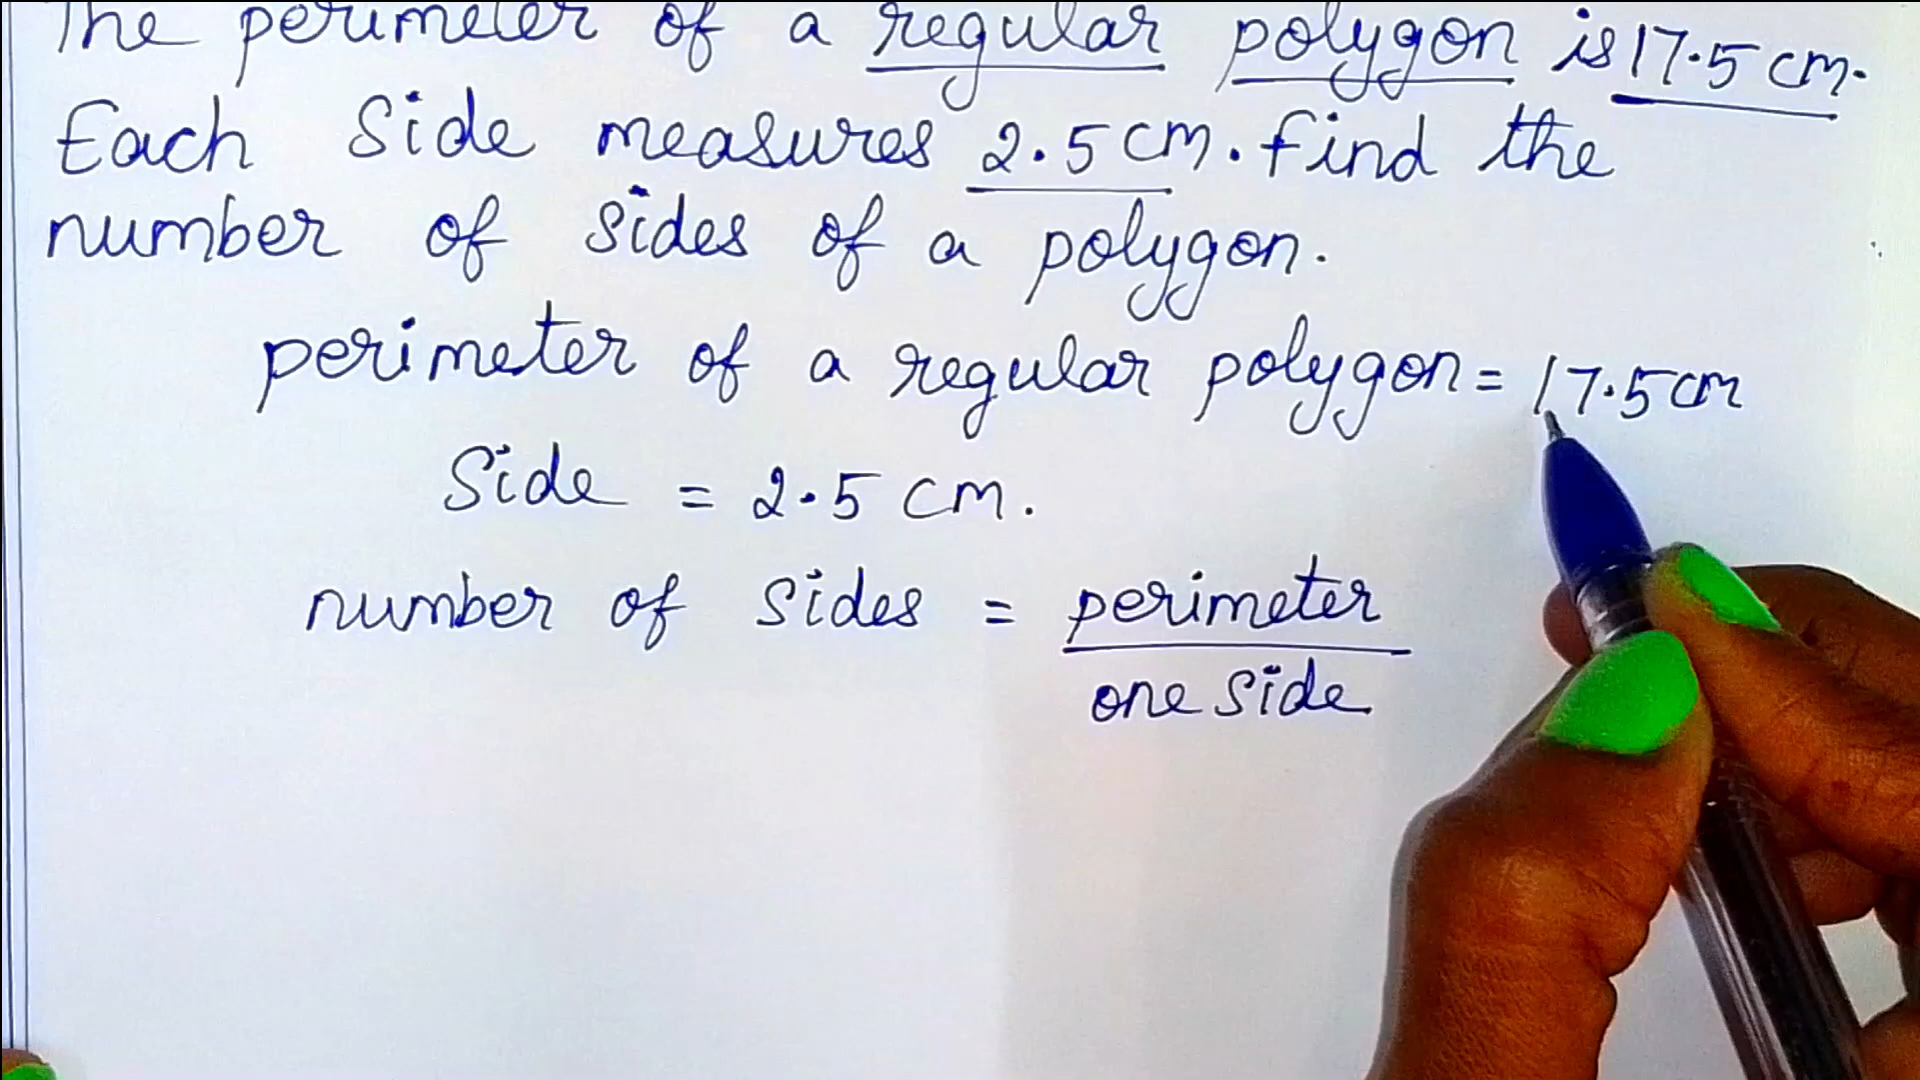 The perimeter of a regular polygon is 17.5 cm.
Each Side measures 2.5 cm. find the
number of sides of a polygon.
perimeter of a regular polygon = 17.5 cm
Side = 2.5 cm.
number of sides = perimeter
one side